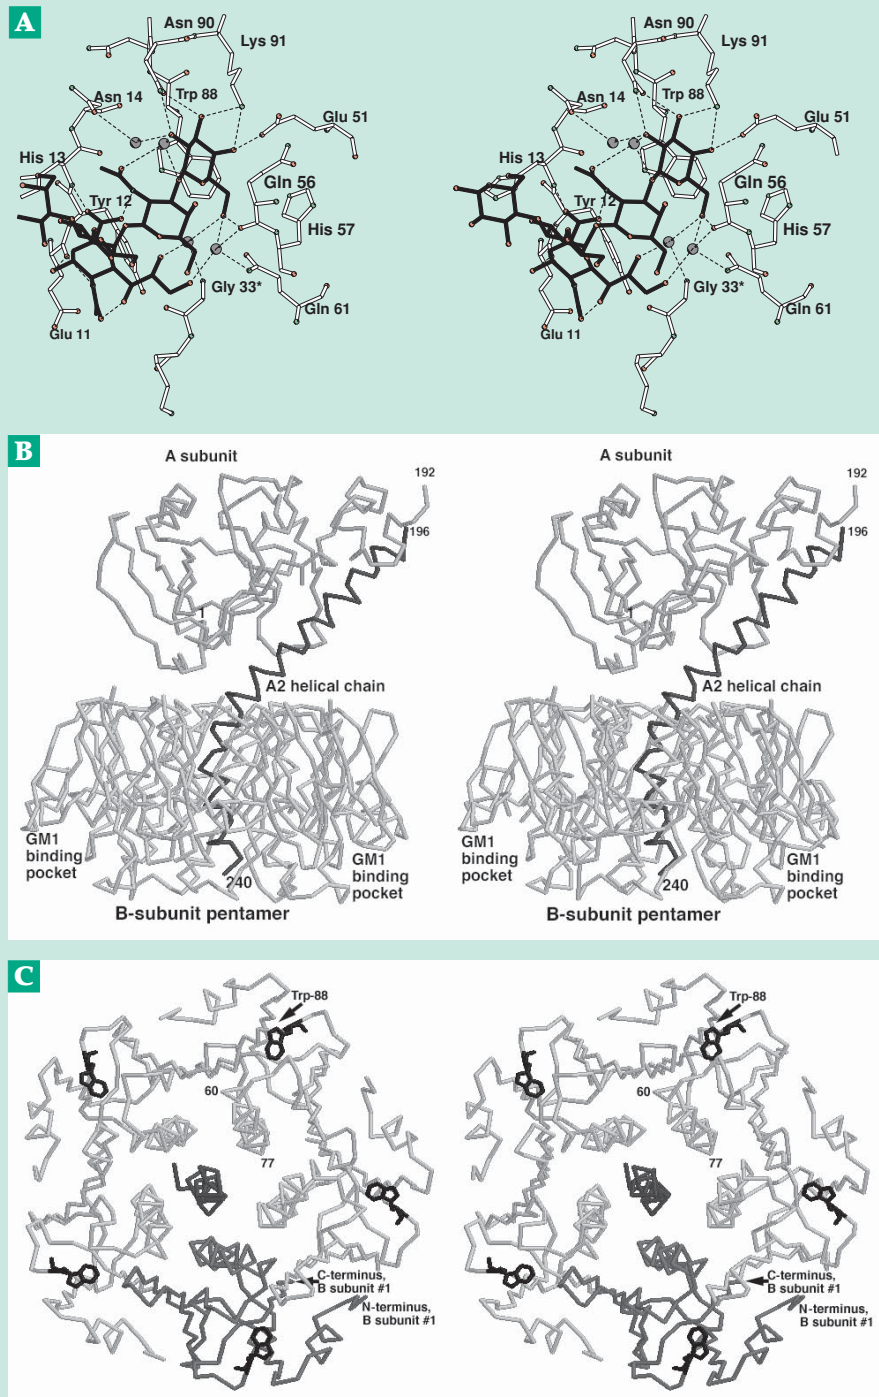 A
Asn 90
Lys 91
Asn 14
Trp 88
Glu 51
His 13
Gln 56
Tyr 12
His 57
Gly 33*
Gln 61
Glu 11
Asn 90
Lys 91
Asn 14
Trp 88
Glu 51
His 13
Gln 56
Tyr 12
His 57
Gly 33*
Gln 61
Glu 11
B
A subunit
192
196
1
A2 helical chain
GM1
binding
pocket
GM1
binding
pocket
240
B-subunit pentamer
A subunit
192
196
1
A2 helical chain
GM1
binding
pocket
GM1
binding
pocket
240
B-subunit pentamer
C
Trp-88
60
77
C-terminus,
B subunit #1
N-terminus,
B subunit #1
Trp-88
60
77
C-terminus,
B subunit #1
N-terminus,
B subunit #1